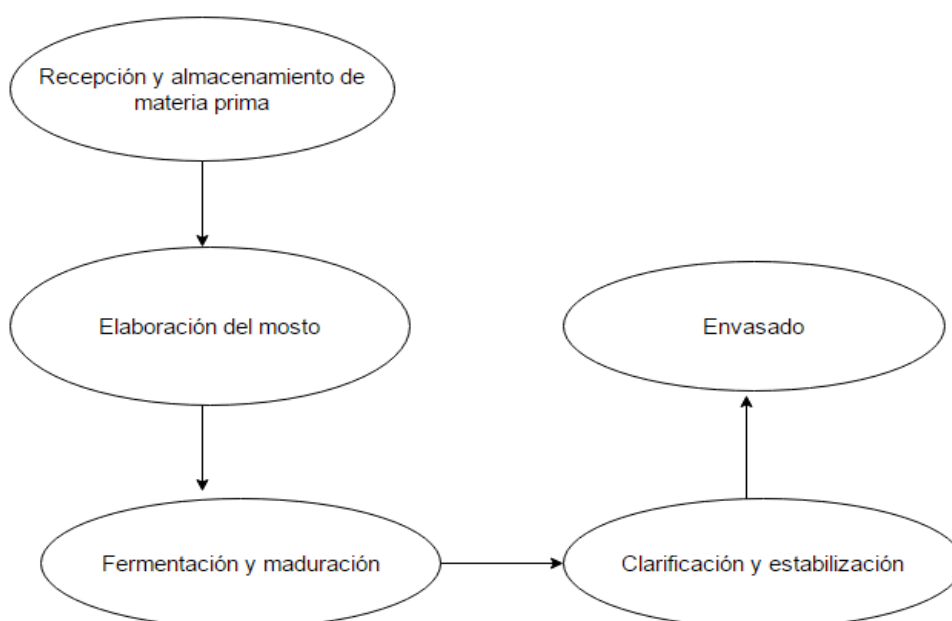 Recepción y almacenamiento de
materia prima
Elaboración del mosto
Fermentación y maduración
Clarificación y estabilización
Envasado